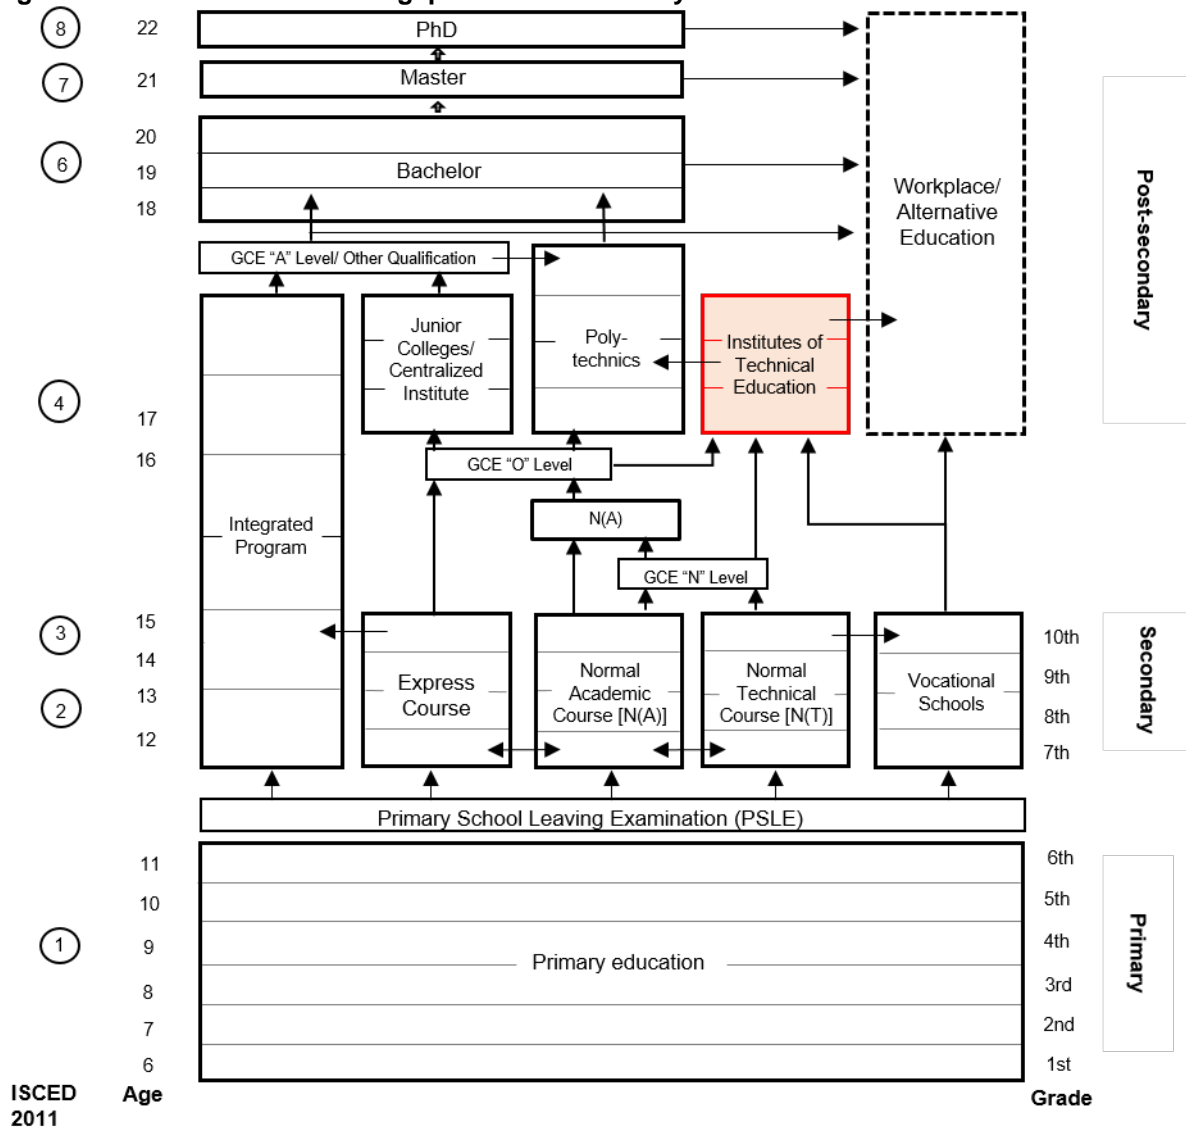 8
22
PhD
7
21
Master
6
20
19
18
Bachelor
Workplace/
Alternative
Education
Post-secondary
GCE “A” Level/ Other Qualification
4
17
16
Junior
Colleges/
Centralized
Institute
Poly-
technics
Institutes of
Technical
Education
GCE “O” Level
N(A)
GCE “N” Level
Integrated
Program
3
2
15
14
13
12
Express
Course
Normal
Academic
Course [N(A)]
Normal
Technical
Course [N(T)]
Vocational
Schools
10th
9th
8th
7th
Secondary
Primary School Leaving Examination (PSLE)
1
11
10
9
8
7
6
Primary education
6th
5th
4th
3rd
2nd
1st
Primary
ISCED
2011
Age
Grade